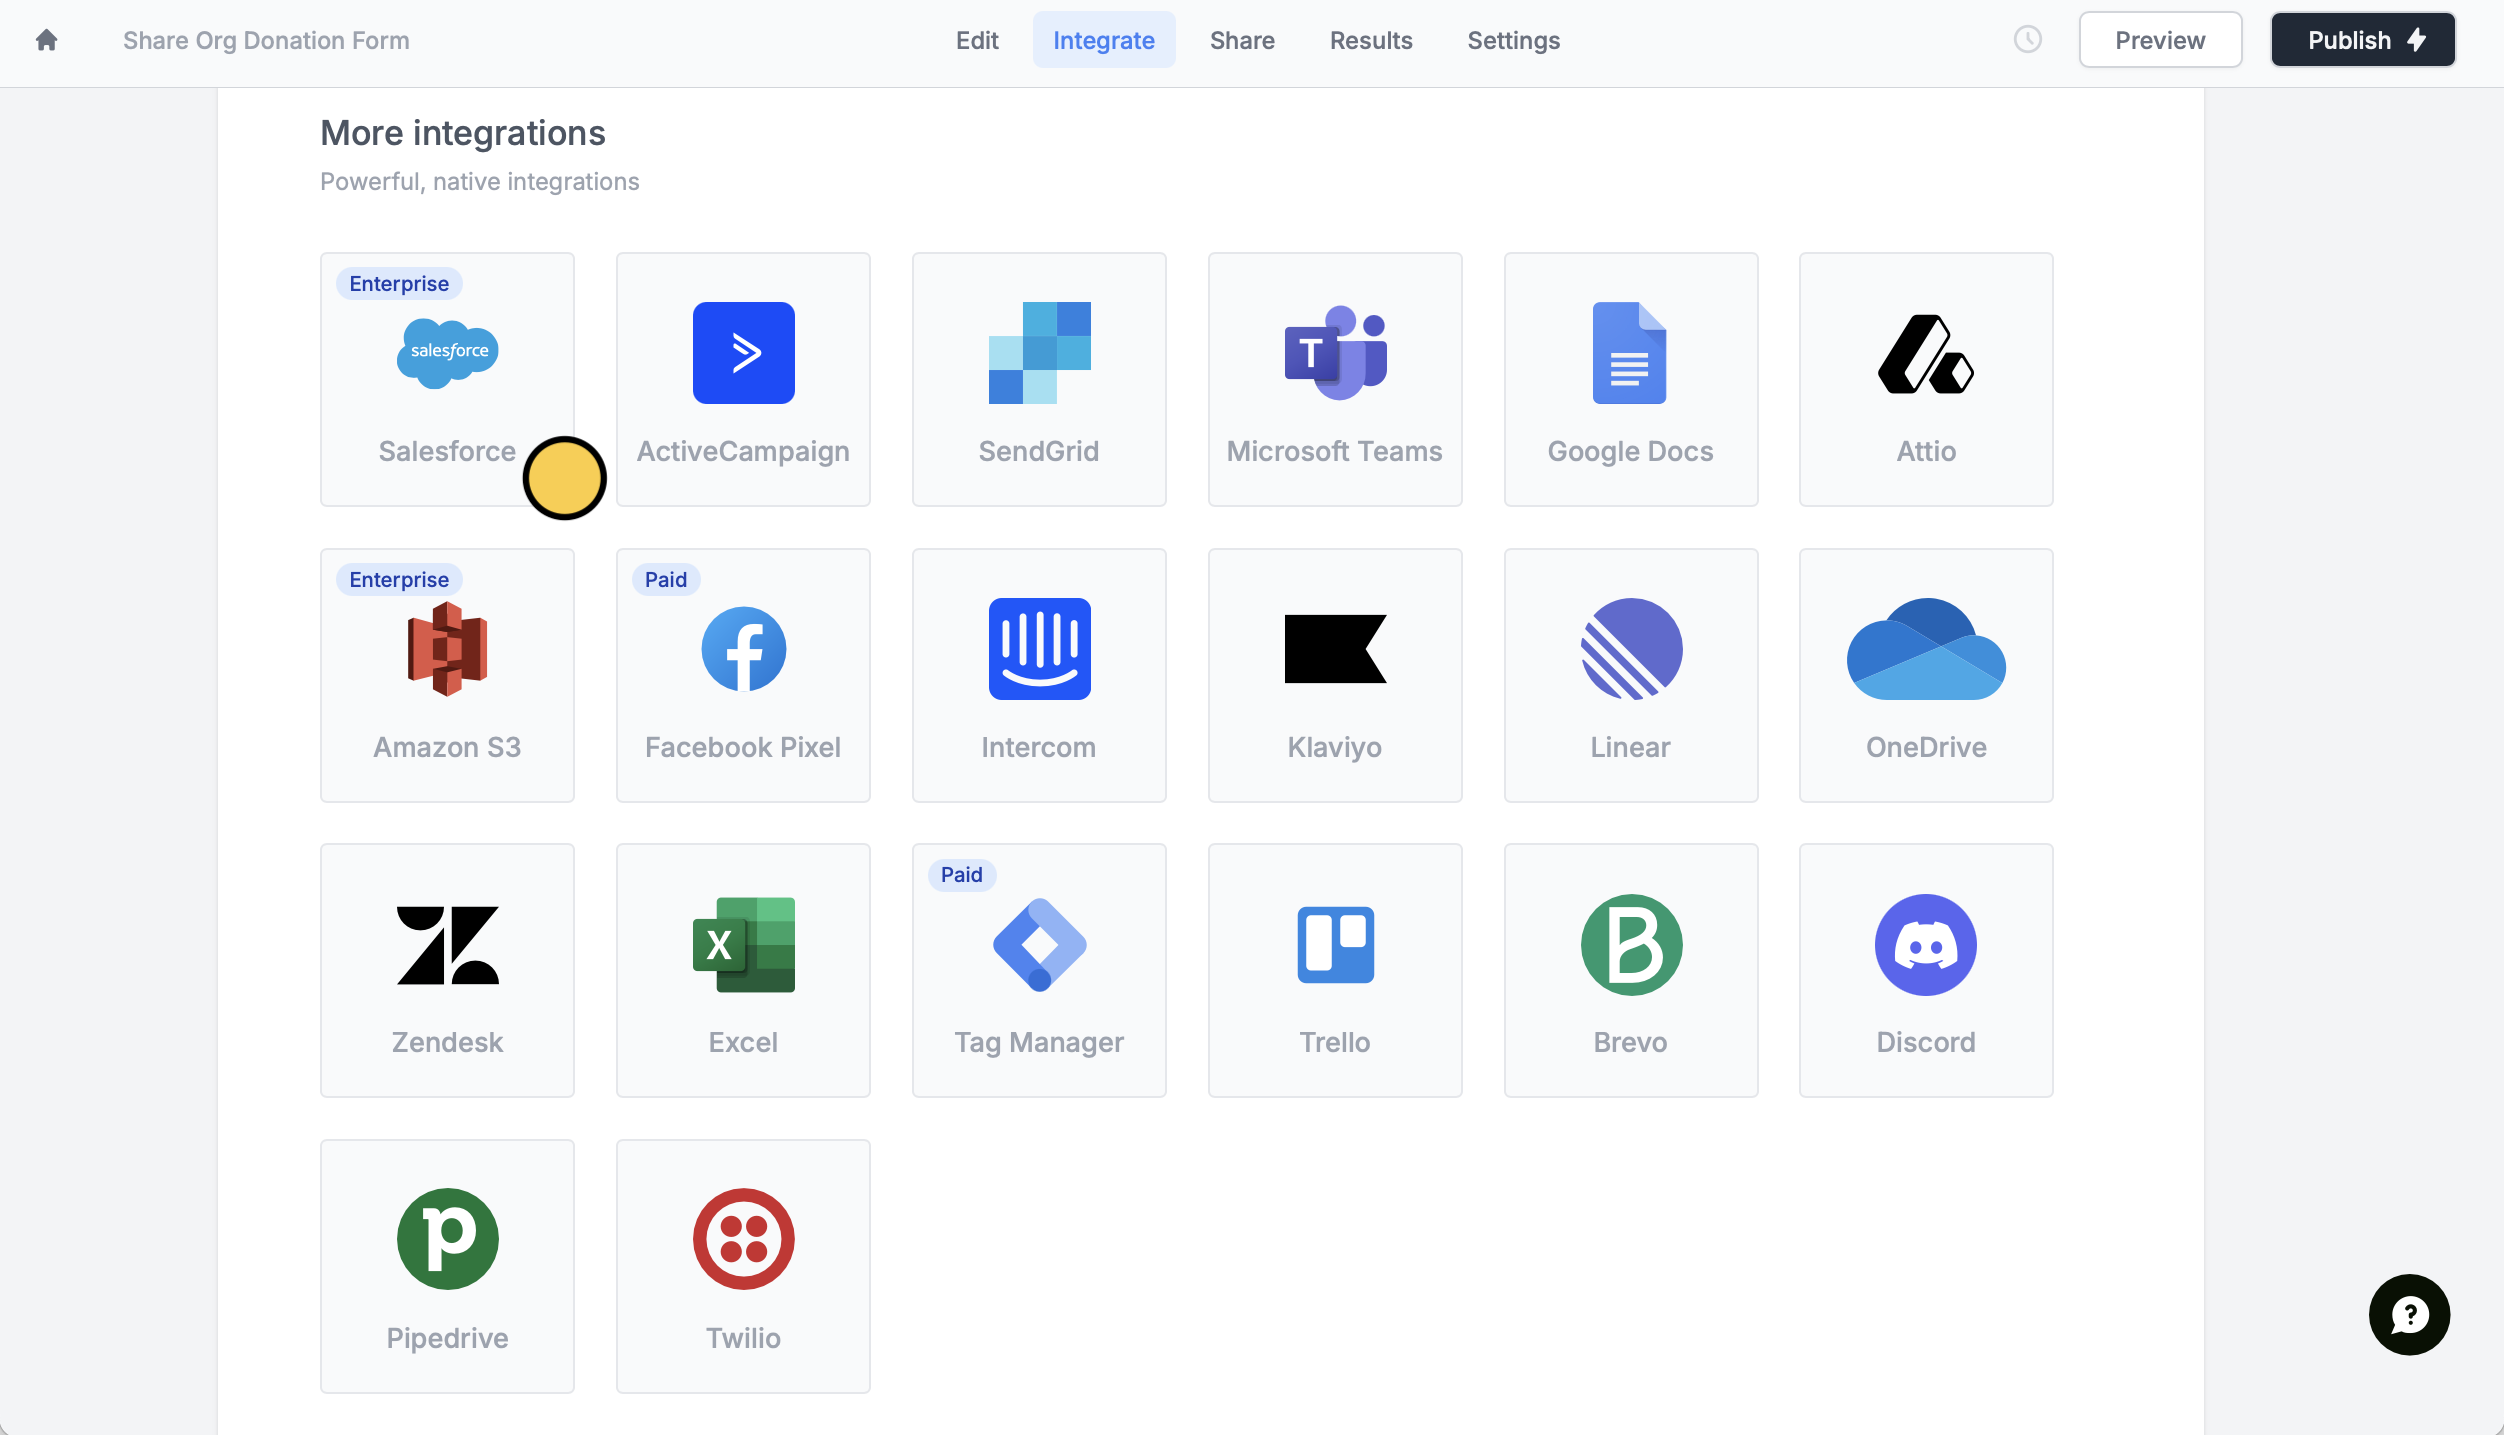 Share Org Donation Form
Edit
Integrate
Share
Results
Settings
Preview
Publish
More integrations
Powerful, native integrations
Enterprise
salesforce
Salesforce
ActiveCampaign
SendGrid
T
Microsoft Teams
Google Docs
Attio
Enterprise
Amazon S3
Paid
Facebook Pixel
Intercom
Klaviyo
Linear
OneDrive
Zendesk
X
Excel
Paid
Tag Manager
Trello
B
Brevo
Discord
p
Pipedrive
Twilio